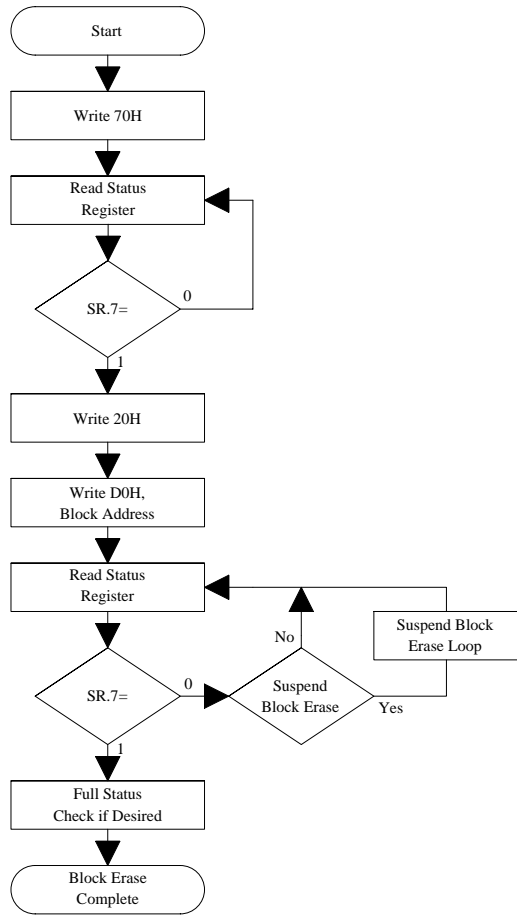 Start
Write 70H
Read Status
Register
0
SR.7=
1
Write 20H
Write D0H,
Block Address
Read Status
Register
No
Suspend Block
Erase Loop
0
SR.7=
Suspend
Block Erase
Yes
1
Full Status
Check if Desired
Block Erase
Complete